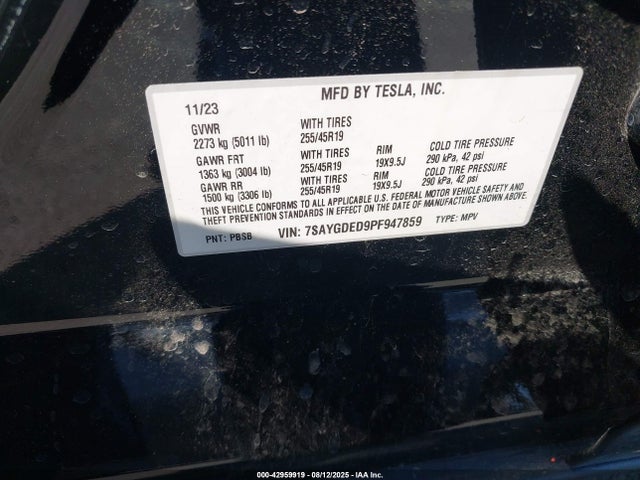 MFD BY TESLA, INC.
11/23
GVWR WITH TIRES
2273 kg (5011 lb) 255/45R19
GAWR FRT WITH TIRES RIM COLD TIRE PRESSURE
1363 kg (3004 lb) 255/45R19 19X9.5J 290 kPa, 42 psi
GAWR RR WITH TIRES RIM COLD TIRE PRESSURE
1500 kg (3306 lb) 255/45R19 19X9.5J 290 kPa, 42 psi
THIS VEHICLE CONFORMS TO ALL APPLICABLE U.S. FEDERAL MOTOR VEHICLE SAFETY AND
THEFT PREVENTION STANDARDS IN EFFECT ON THE DATE OF MANUFACTURE SHOWN ABOVE.
PNT: PBSB VIN: 7SAYGDED9PF947859 TYPE: MPV
000-42959919 - 08/12/2025 - IAA Inc.